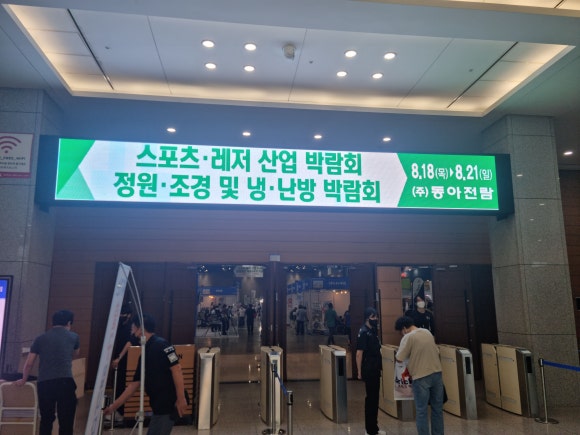 스포츠·레저 산업 박람회
정원·조경 및 냉·난방 박람회
8.18(목)▶8.21(일)
(주)동아전람